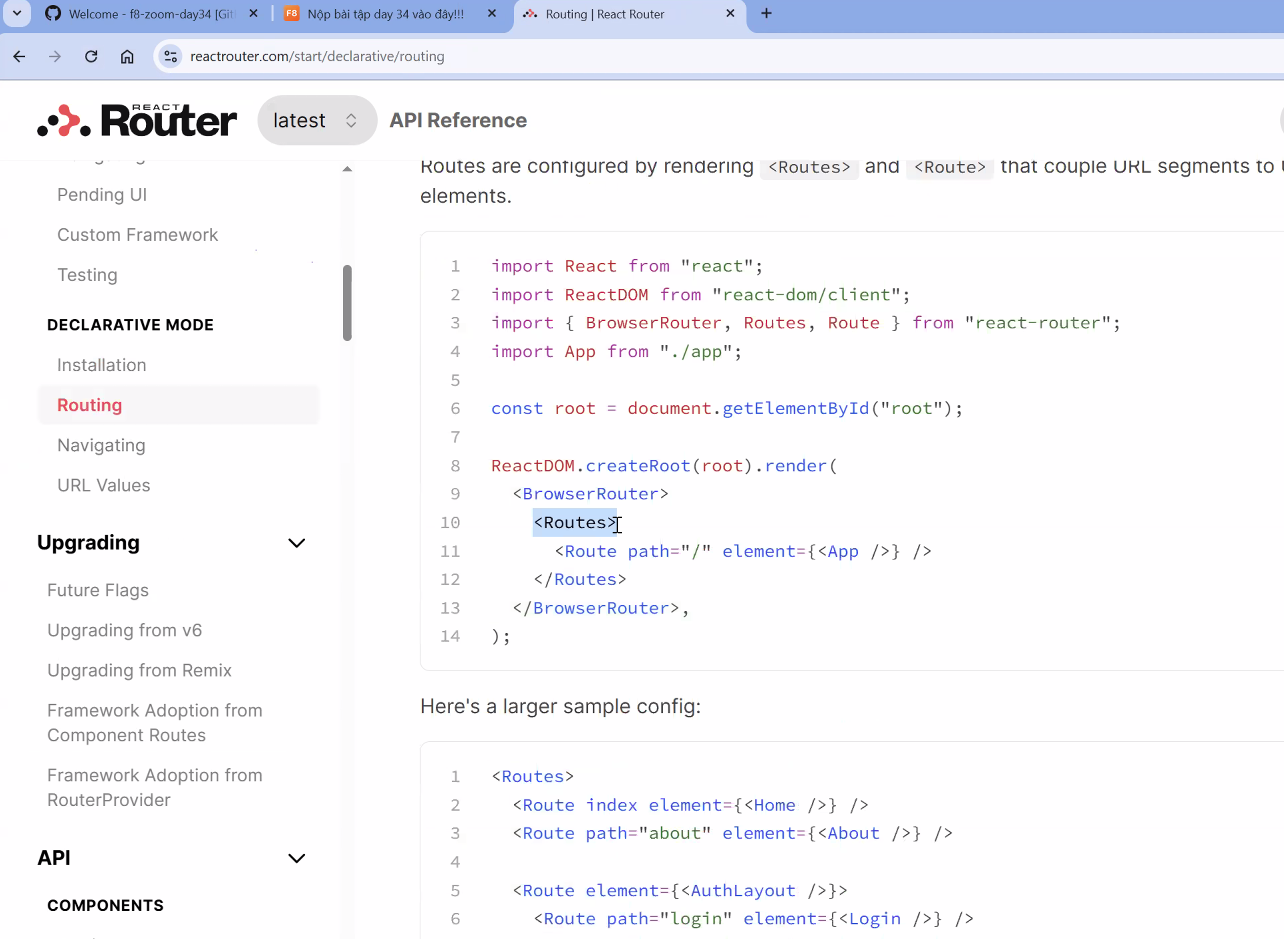 Welcome - f8-zoom-day34 [Git
F8 Nộp bài tập day 34 vào đây!!!
Routing | React Router
reactrouter.com/start/declarative/routing
REACT
Router
latest
API Reference
Pending UI
Custom Framework
Testing
DECLARATIVE MODE
Installation
Routing
Navigating
URL Values
Upgrading
Future Flags
Upgrading from v6
Upgrading from Remix
Framework Adoption from
Component Routes
Framework Adoption from
RouterProvider
API
COMPONENTS
Routes are configured by rendering <Routes> and <Route> that couple URL segments to
elements.
1 import React from "react";
2 import ReactDOM from "react-dom/client";
3 import { BrowserRouter, Routes, Route } from "react-router";
4 import App from "./app";
5
6 const root = document.getElementById("root");
7
8 ReactDOM.createRoot(root).render(
9 <BrowserRouter>
10 <Routes>
11 <Route path="/" element={<App />} />
12 </Routes>
13 </BrowserRouter>,
14 );
Here's a larger sample config:
1 <Routes>
2 <Route index element={<Home />} />
3 <Route path="about" element={<About />} />
4
5 <Route element={<AuthLayout />}>
6 <Route path="login" element={<Login />} />